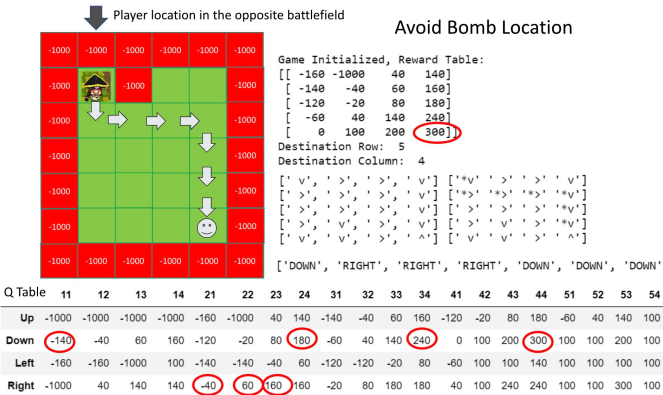 Player location in the opposite battlefield
Avoid Bomb Location
-1000 -1000 -1000 -1000 -1000 -1000
-1000 -1000 -1000
-1000 -1000
-1000 -1000
-1000 -1000
-1000 -1000
-1000 -1000 -1000 -1000 -1000 -1000
Game Initialized, Reward Table:
[[ -160 -1000 40 140]
[ -140 -40 60 160]
[ -120 -20 80 180]
[ -60 40 140 240]
[ 0 100 200 300]]
Destination Row: 5
Destination Column: 4
[' v', ' >', ' >', ' v'] ['*v' ' >' ' >' ' v']
[' >', ' >', ' >', ' v'] ['*>' '*>' '*>' '*v']
[' >', ' >', ' >', ' v'] [' >' ' >' ' >' '*v']
[' >', ' v', ' >', ' v'] [' >' ' v' ' >' '*v']
[' v', ' v', ' >', ' ^'] [' v' ' v' ' >' ' ^']
['DOWN', 'RIGHT', 'RIGHT', 'RIGHT', 'DOWN', 'DOWN', 'DOWN'
Q Table 11 12 13 14 21 22 23 24 31 32 33 34 41 42 43 44 51 52 53 54
Up -1000 -1000 -1000 -1000 -160 -1000 40 140 -140 -40 60 160 -120 -20 80 180 -60 40 140 100
Down -140 -40 60 160 -120 -20 80 180 -60 40 140 240 0 100 200 300 100 100 200 100
Left -160 -160 -1000 100 -140 -140 -40 60 -120 -120 -20 80 -60 100 100 140 100 100 100 100
Right -1000 40 140 100 -40 60 160 160 -20 80 180 180 40 100 240 240 100 100 300 100